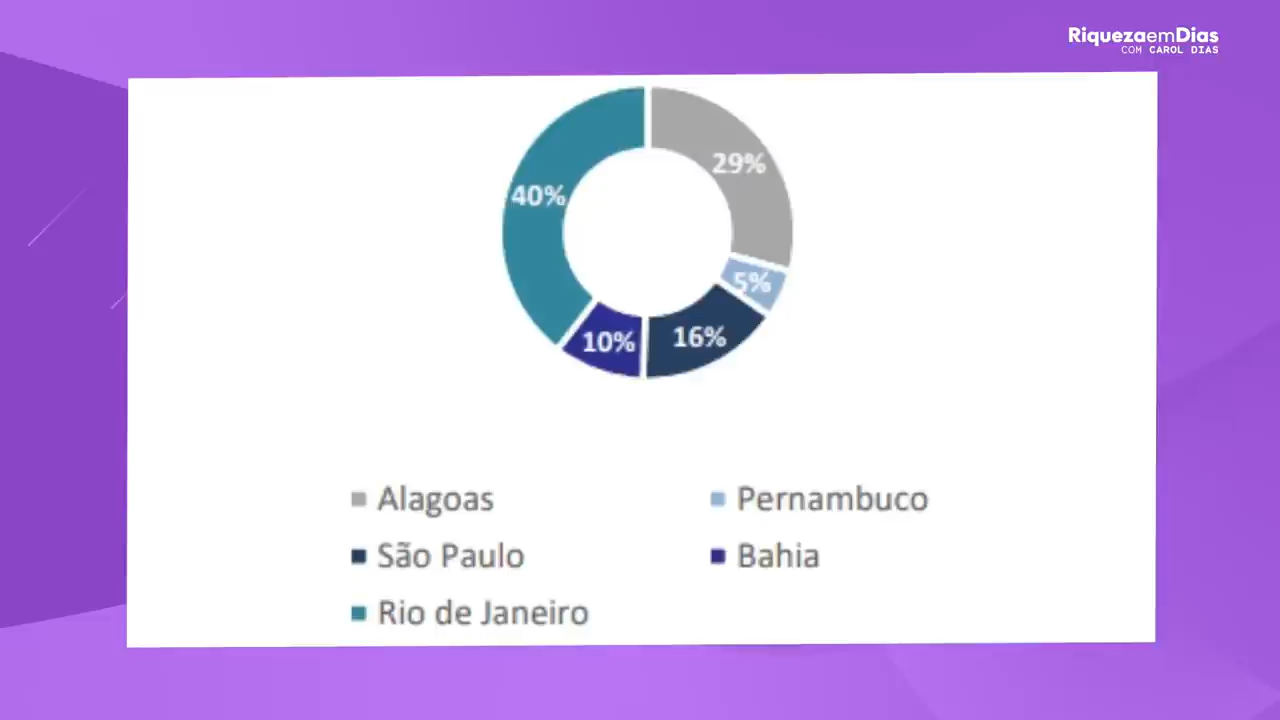 RiquezaemDias
COM CAROL DIAS
29%
40%
5%
16%
10%
Alagoas
Pernambuco
São Paulo
Bahia
Rio de Janeiro